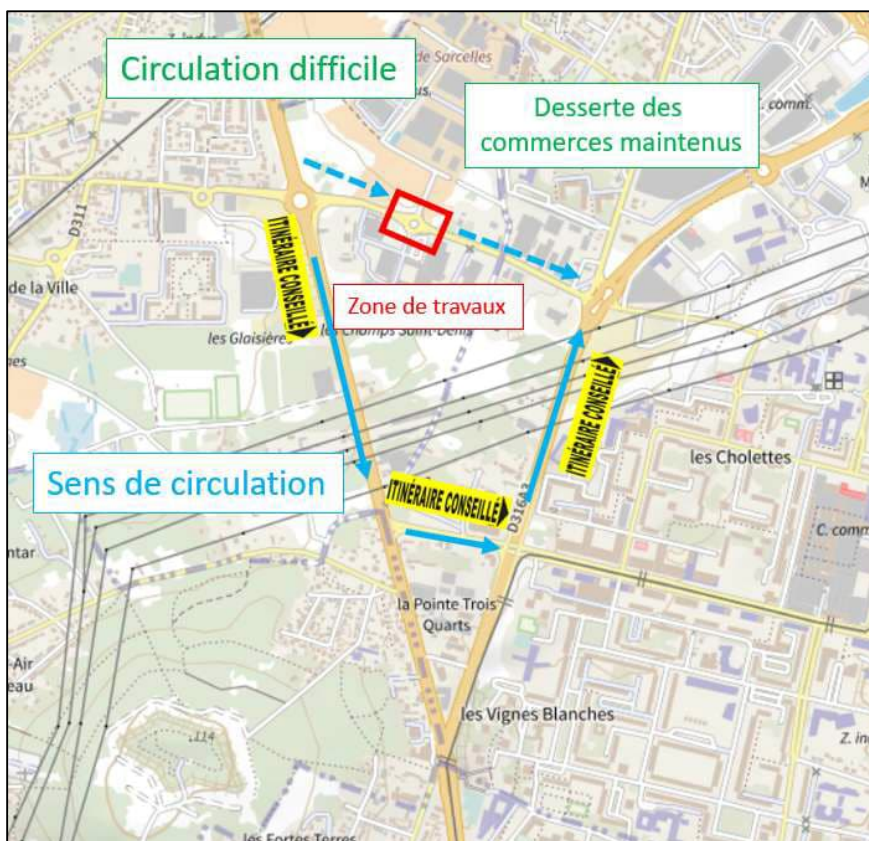 Z. Indus.
Circulation difficile
de Sarcelles
Desserte des
commerces maintenus
comm.
D311
de la Ville
ITINÉRAIRE CONSEILLÉ
Zone de travaux
les Glaisières
les Champs Saint-Denis
ITINÉRAIRE CONSEILLÉ
les Cholettes
Sens de circulation
ITINÉRAIRE CONSEILLÉ
D316A3
C. comm
ntar
la Pointe Trois
Quarts
-Air
eau
les Vignes Blanches
114
Z. in
les Fortes Terres